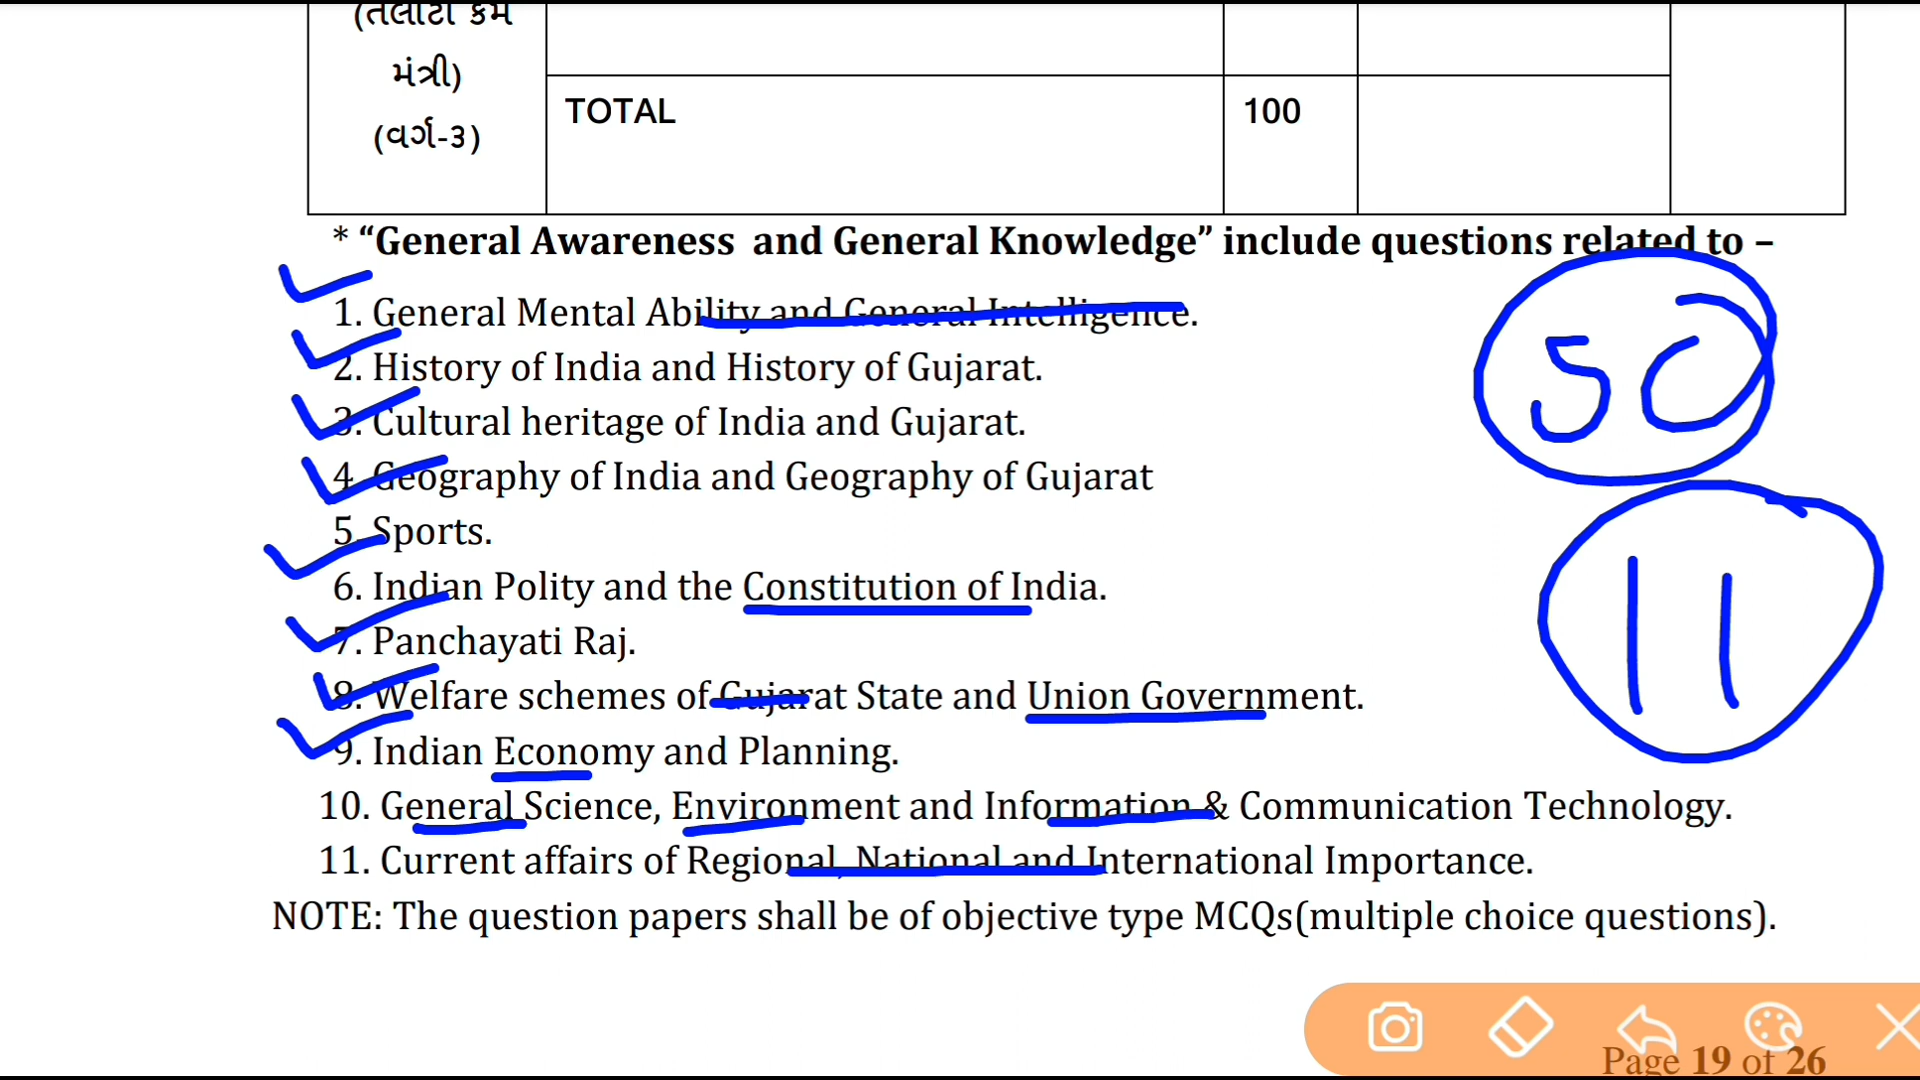 (તલાટી કમ
મંત્રી)
(વર્ગ-૩)
TOTAL 100
* “General Awareness and General Knowledge” include questions related to –
1. General Mental Ability and General Intelligence.
2. History of India and History of Gujarat.
3. Cultural heritage of India and Gujarat.
4. Geography of India and Geography of Gujarat
5. Sports.
6. Indian Polity and the Constitution of India.
7. Panchayati Raj.
8. Welfare schemes of Gujarat State and Union Government.
9. Indian Economy and Planning.
10. General Science, Environment and Information & Communication Technology.
11. Current affairs of Regional, National and International Importance.
NOTE: The question papers shall be of objective type MCQs(multiple choice questions).
50
11
Page 19 of 26